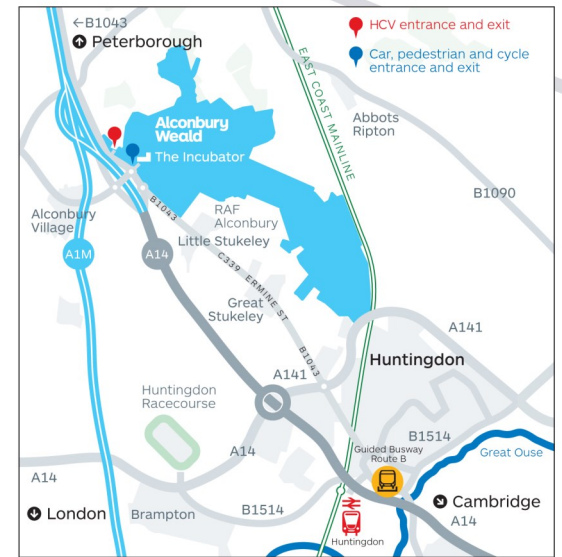 ←B1043
Peterborough
HCV entrance and exit
Car, pedestrian and cycle
entrance and exit
EAST COAST MAINLINE
Abbots
Ripton
Alconbury
Weald
The Incubator
B1090
Alconbury
Village
B1043
RAF
Alconbury
Little Stukeley
A1M
A14
C339 ERMINE ST
Great
Stukeley
B1043
A141
Huntingdon
A141
Huntingdon
Racecourse
A14
B1514
Guided Busway
Route B
Great Ouse
A14
B1514
Cambridge
London
Brampton
A14
Huntingdon